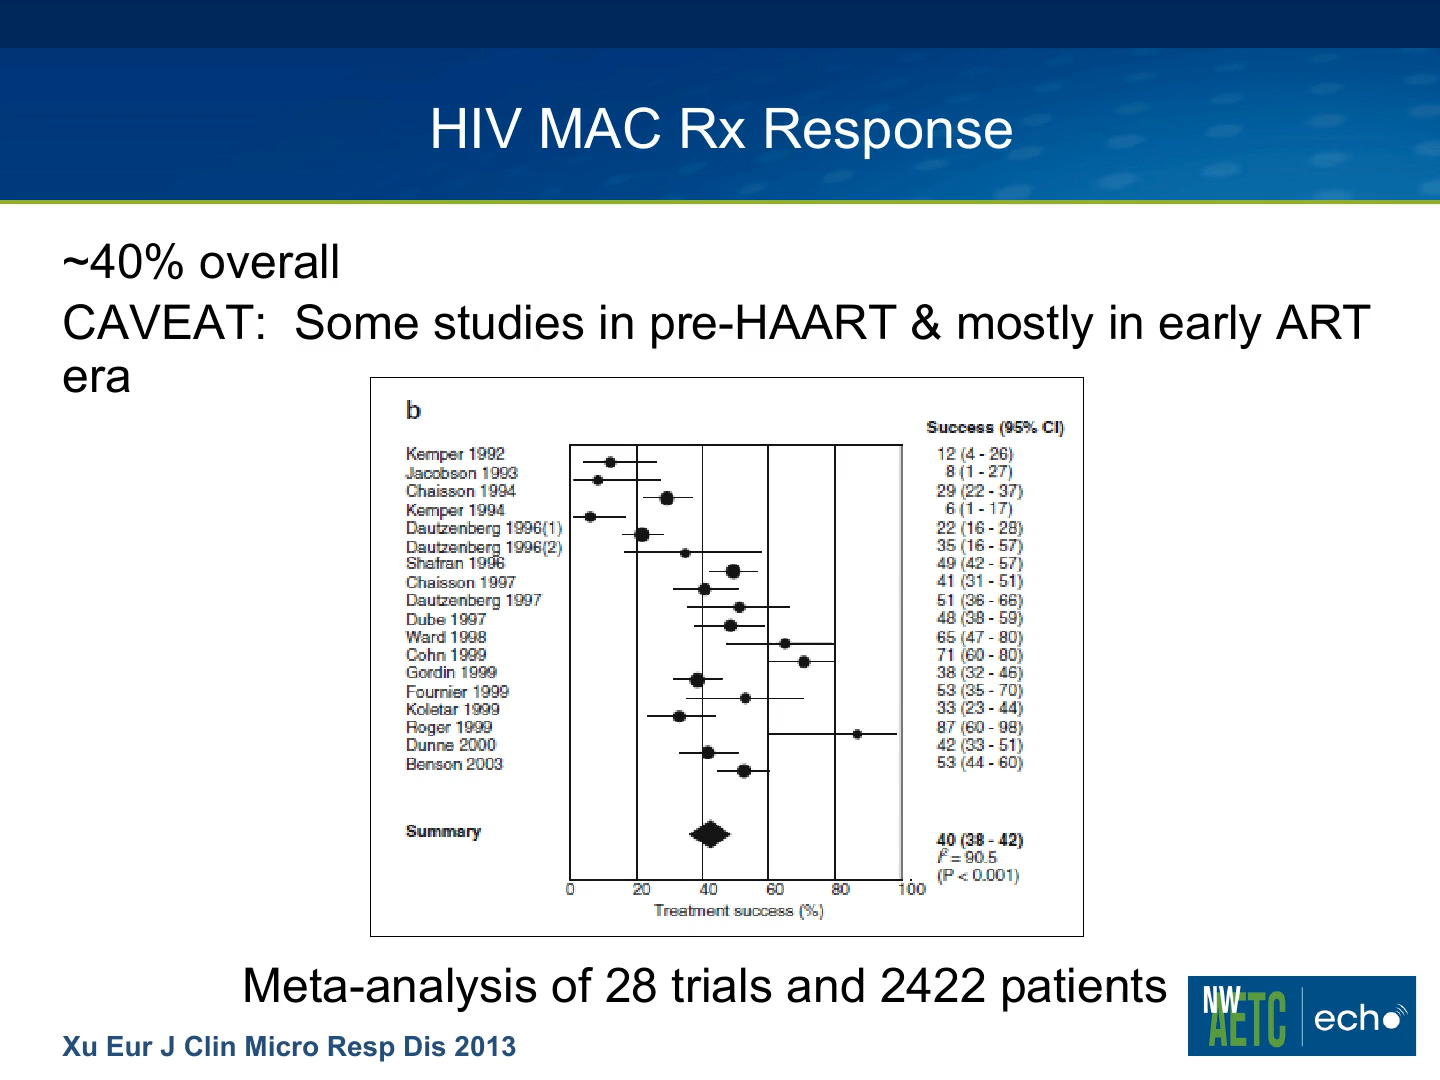 HIV MAC Rx Response
~40% overall
CAVEAT:  Some studies in pre-HAART & mostly in early ART
era
b
Success (95% CI)
Kemper 1992 12 (4 - 26)
Jacobson 1993 8 (1 - 27)
Chaisson 1994 29 (22 - 37)
Kemper 1994 6 (1 - 17)
Dautzenberg 1996(1) 22 (16 - 28)
Dautzenberg 1996(2) 35 (16 - 57)
Shafran 1996 49 (42 - 57)
Chaisson 1997 41 (31 - 51)
Dautzenberg 1997 51 (36 - 66)
Dube 1997 48 (38 - 59)
Ward 1998 65 (47 - 80)
Cohn 1999 71 (60 - 80)
Gordin 1999 38 (32 - 46)
Fournier 1999 53 (35 - 70)
Koletar 1999 33 (23 - 44)
Roger 1999 87 (60 - 98)
Dunne 2000 42 (33 - 51)
Benson 2003 53 (44 - 60)
Summary 40 (38 - 42)
I² = 90.5
(P < 0.001)
0 20 40 60 80 100
Treatment success (%)
Meta-analysis of 28 trials and 2422 patients
NW AETC echo
Xu Eur J Clin Micro Resp Dis 2013